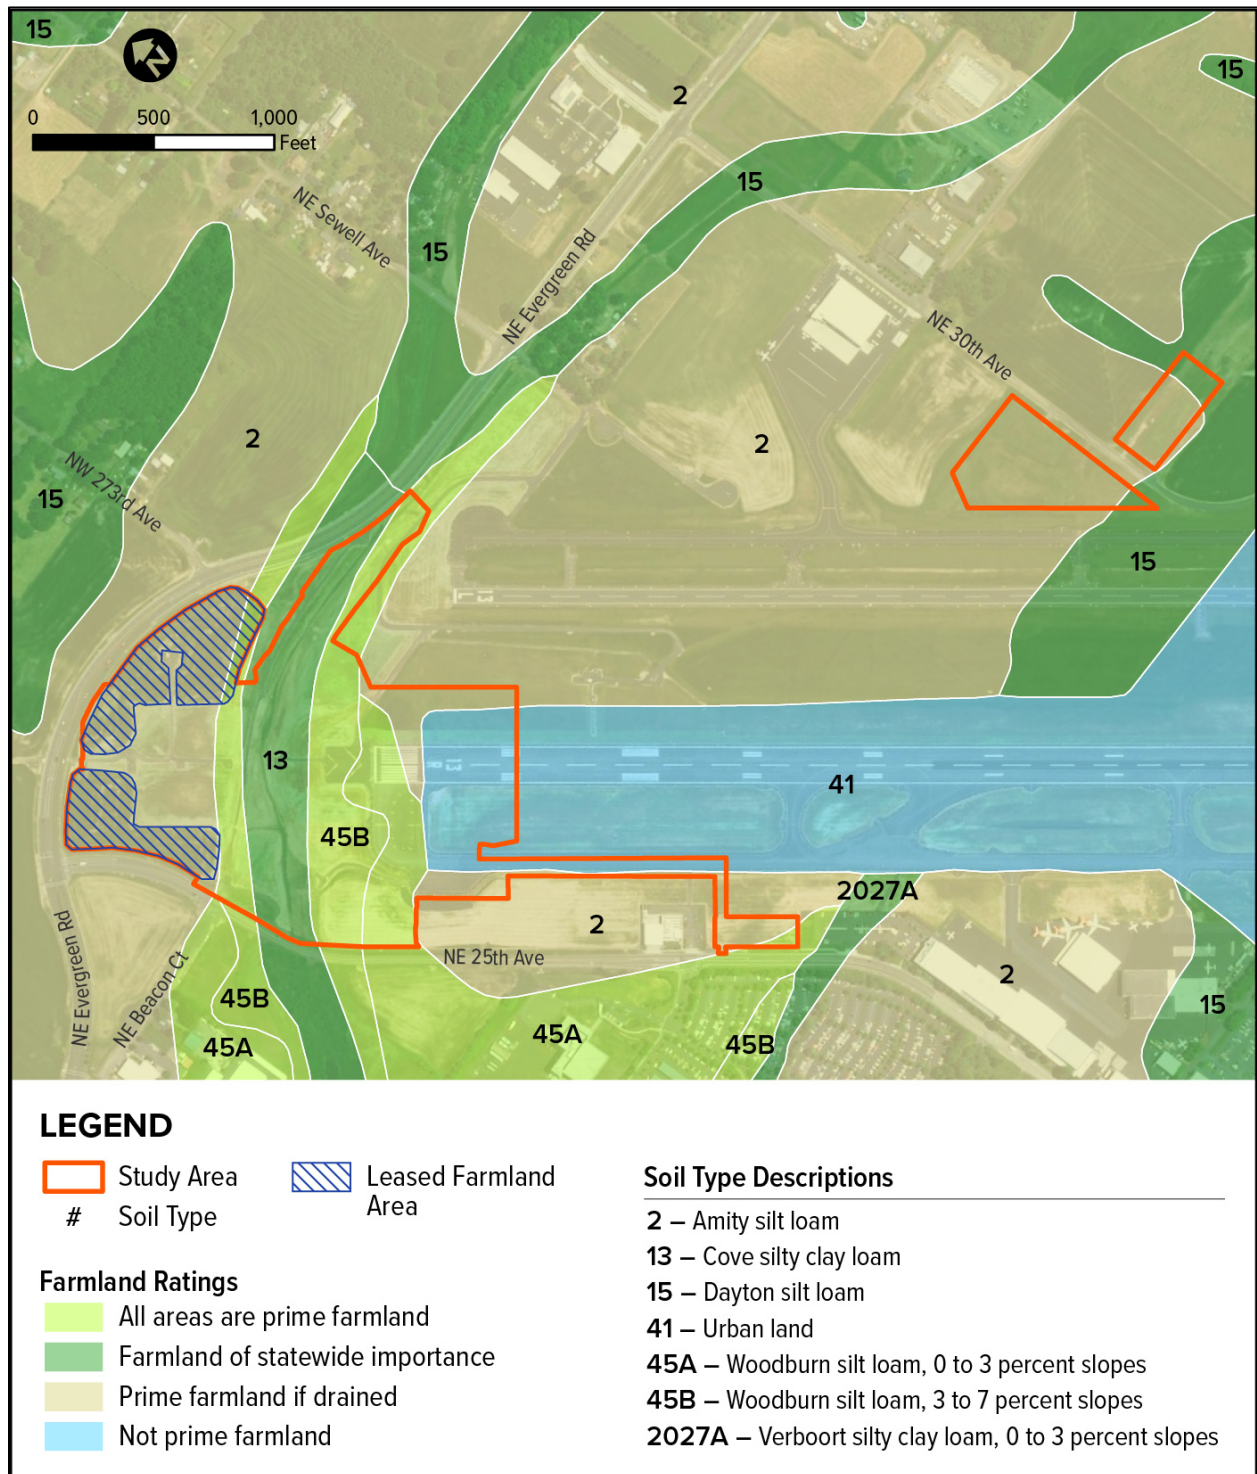 15
N
15
2
0 500 1,000
Feet
15
NE Sewell Ave
15
NE Evergreen Rd
NE 30th Ave
2
2
NW 273rd Ave
15
15
13
41
45B
2027A
2
NE 25th Ave
NE Evergreen Rd
NE Beacon Ct
45B
2
15
45A
45A
45B
LEGEND
Study Area
# Soil Type
Leased Farmland
Area
Farmland Ratings
All areas are prime farmland
Farmland of statewide importance
Prime farmland if drained
Not prime farmland
Soil Type Descriptions
2 – Amity silt loam
13 – Cove silty clay loam
15 – Dayton silt loam
41 – Urban land
45A – Woodburn silt loam, 0 to 3 percent slopes
45B – Woodburn silt loam, 3 to 7 percent slopes
2027A – Verboort silty clay loam, 0 to 3 percent slopes